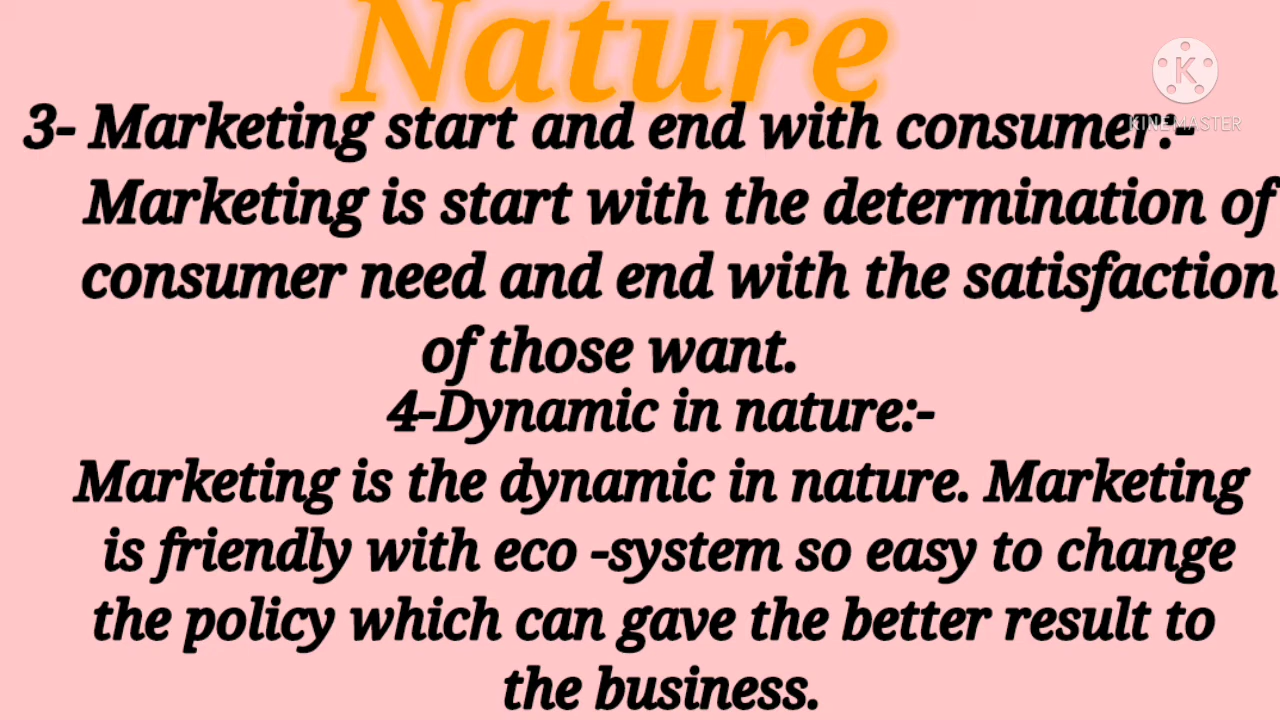 Nature
3- Marketing start and end with consumer:-
KINEMASTER
Marketing is start with the determination of
consumer need and end with the satisfaction
of those want.
4-Dynamic in nature:-
Marketing is the dynamic in nature. Marketing
is friendly with eco -system so easy to change
the policy which can gave the better result to
the business.